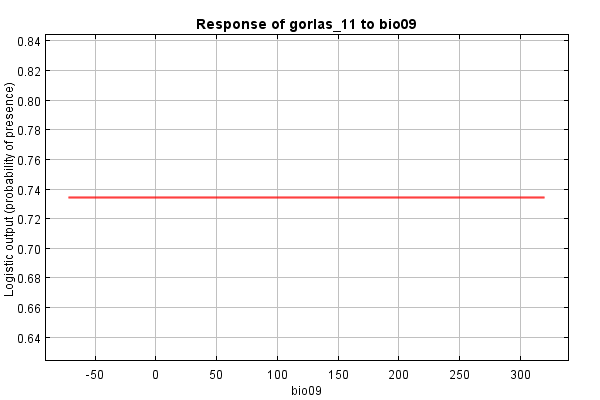 Response of gorlas_11 to bio09
Logistic output (probability of presence)
0.84
0.82
0.80
0.78
0.76
0.74
0.72
0.70
0.68
0.66
0.64
-50 0 50 100 150 200 250 300
bio09